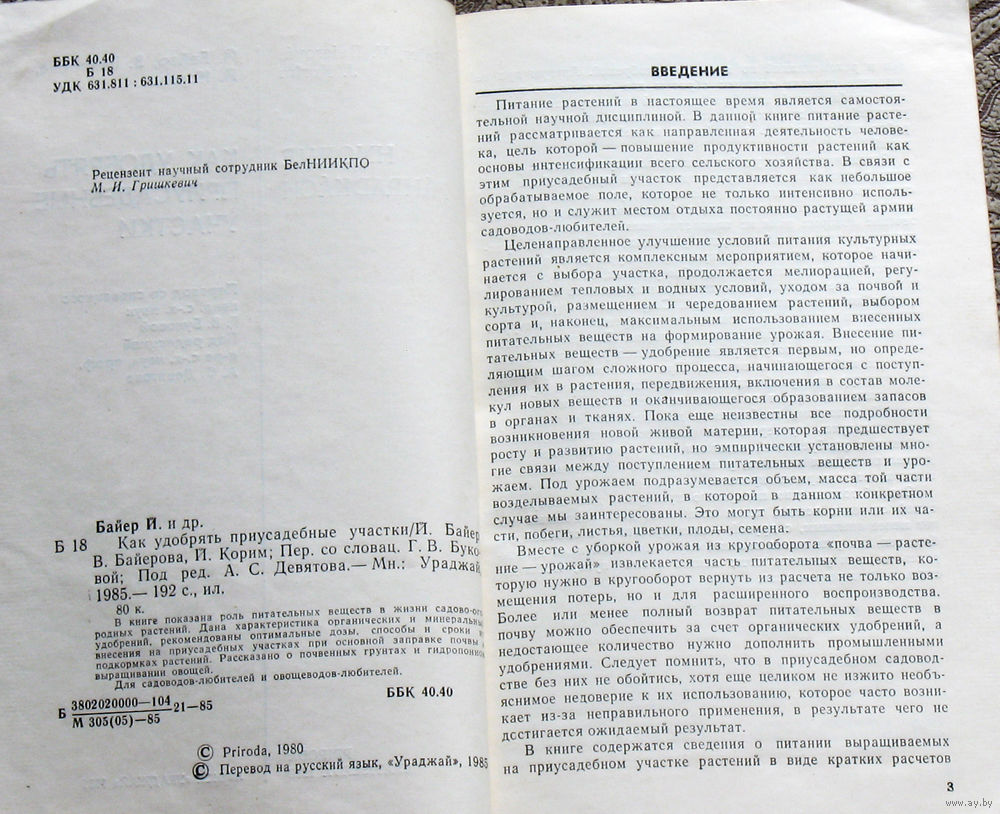 ББК 40.40
Б 18
УДК 631.811 : 631.115.11
Рецензент научный сотрудник БелНИИКПО
М. И. Гришкевич
Байер Й. и др.
Б 18
Как удобрять приусадебные участки/Й. Байер
В. Байерова, Й. Корим; Пер. со словац. Г. В. Буко-
вой; Под ред. А. С. Девятова.— Мн.: Ураджай
1985.— 192 с., ил.
80 к.
В книге показана роль питательных веществ в жизни садово-ого-
родных растений. Дана характеристика органических и минеральны
удобрений, рекомендованы оптимальные дозы, способы и сроки и
внесения на приусадебных участках при основной заправке почвы и
подкормках растений. Рассказано о почвенных грунтах и гидропонном
выращивании овощей.
Для садоводов-любителей и овощеводов-любителей.
Б 3802020000—104
М 305(05)—85
21—85
ББК 40.40
© Priroda, 1980
© Перевод на русский язык, «Ураджай», 1985
ВВЕДЕНИЕ
Питание растений в настоящее время является самостоя-
тельной научной дисциплиной. В данной книге питание расте-
ний рассматривается как направленная деятельность челове-
ка, цель которой — повышение продуктивности растений как
основы интенсификации всего сельского хозяйства. В связи с
этим приусадебный участок представляется как небольшое
обрабатываемое поле, которое не только интенсивно исполь-
зуется, но и служит местом отдыха постоянно растущей армии
садоводов-любителей.
Целенаправленное улучшение условий питания культурных
растений является комплексным мероприятием, которое начи-
нается с выбора участка, продолжается мелиорацией, регу-
лированием тепловых и водных условий, уходом за почвой и
культурой, размещением и чередованием растений, выбором
сорта и, наконец, максимальным использованием внесенных
питательных веществ на формирование урожая. Внесение пи-
тательных веществ — удобрение является первым, но опреде-
ляющим шагом сложного процесса, начинающегося с поступ-
ления их в растения, передвижения, включения в состав моле-
кул новых веществ и оканчивающегося образованием запасов
в органах и тканях. Пока еще неизвестны все подробности
возникновения новой живой материи, которая предшествует
росту и развитию растений, но эмпирически установлены мно-
гие связи между поступлением питательных веществ и уро-
жаем. Под урожаем подразумевается объем, масса той части
возделываемых растений, в которой в данном конкретном
случае мы заинтересованы. Это могут быть корни или их ча-
сти, побеги, листья, цветки, плоды, семена.
Вместе с уборкой урожая из кругооборота «почва — расте-
ние — урожай» извлекается часть питательных веществ, ко-
торую нужно в кругооборот вернуть из расчета не только воз-
мещения потерь, но и для расширенного воспроизводства.
Более или менее полный возврат питательных веществ в
почву можно обеспечить за счет органических удобрений, а
недостающее количество нужно дополнить промышленными
удобрениями. Следует помнить, что в приусадебном садовод-
стве без них не обойтись, хотя еще целиком не изжито необъ-
яснимое недоверие к их использованию, которое часто возни-
кает из-за неправильного применения, в результате чего не
достигается ожидаемый результат.
В книге содержатся сведения о питании выращиваемых
на приусадебном участке растений в виде кратких расчетов
3
www.ay.by